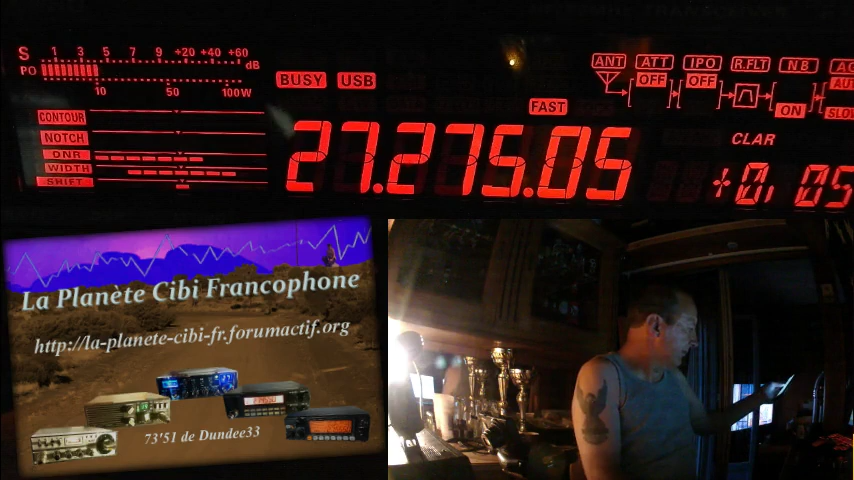 S 1 3 5 7 9 +20 +40 +60 dB
PO 10 50 100W
BUSY USB
ANT ATT IPO R.FLT NB
OFF OFF AUT
ON SLO
FAST
CONTOUR
NOTCH
DNR
WIDTH
SHIFT
CLAR
27.275.05
+0. 05
La Planète Cibi Francophone
http://la-planete-cibi-fr.forumactif.org
73'51 de Dundee33